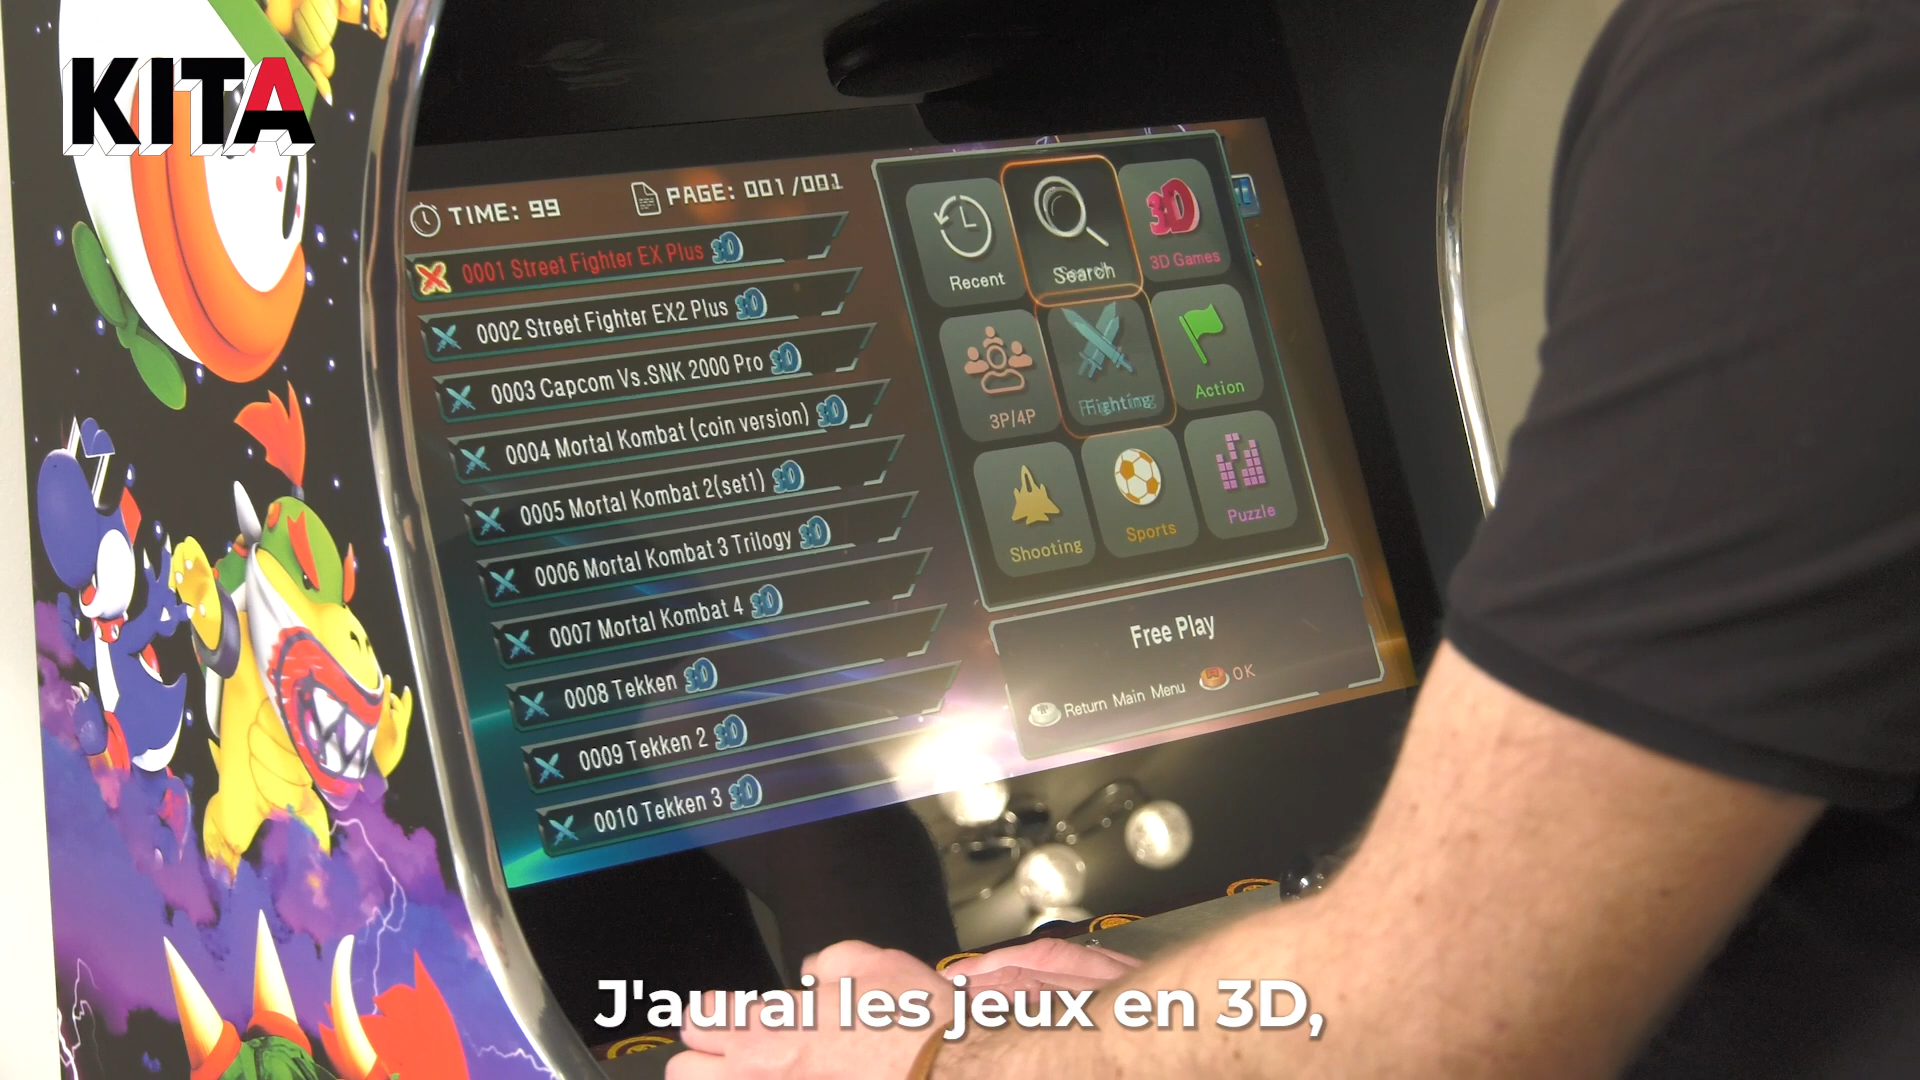 KITA
TIME: 99
PAGE: 001/001
0001 Street Fighter EX Plus 3D
0002 Street Fighter EX2 Plus 3D
0003 Capcom Vs.SNK 2000 Pro 3D
0004 Mortal Kombat (coin version) 3D
0005 Mortal Kombat 2(set1) 3D
0006 Mortal Kombat 3 Trilogy 3D
0007 Mortal Kombat 4 3D
0008 Tekken 3D
0009 Tekken 2 3D
0010 Tekken 3 3D
Recent
Search
3D
3D Games
3P/4P
Fighting
Action
Shooting
Sports
Puzzle
Free Play
Return Main Menu
OK
J'aurai les jeux en 3D,